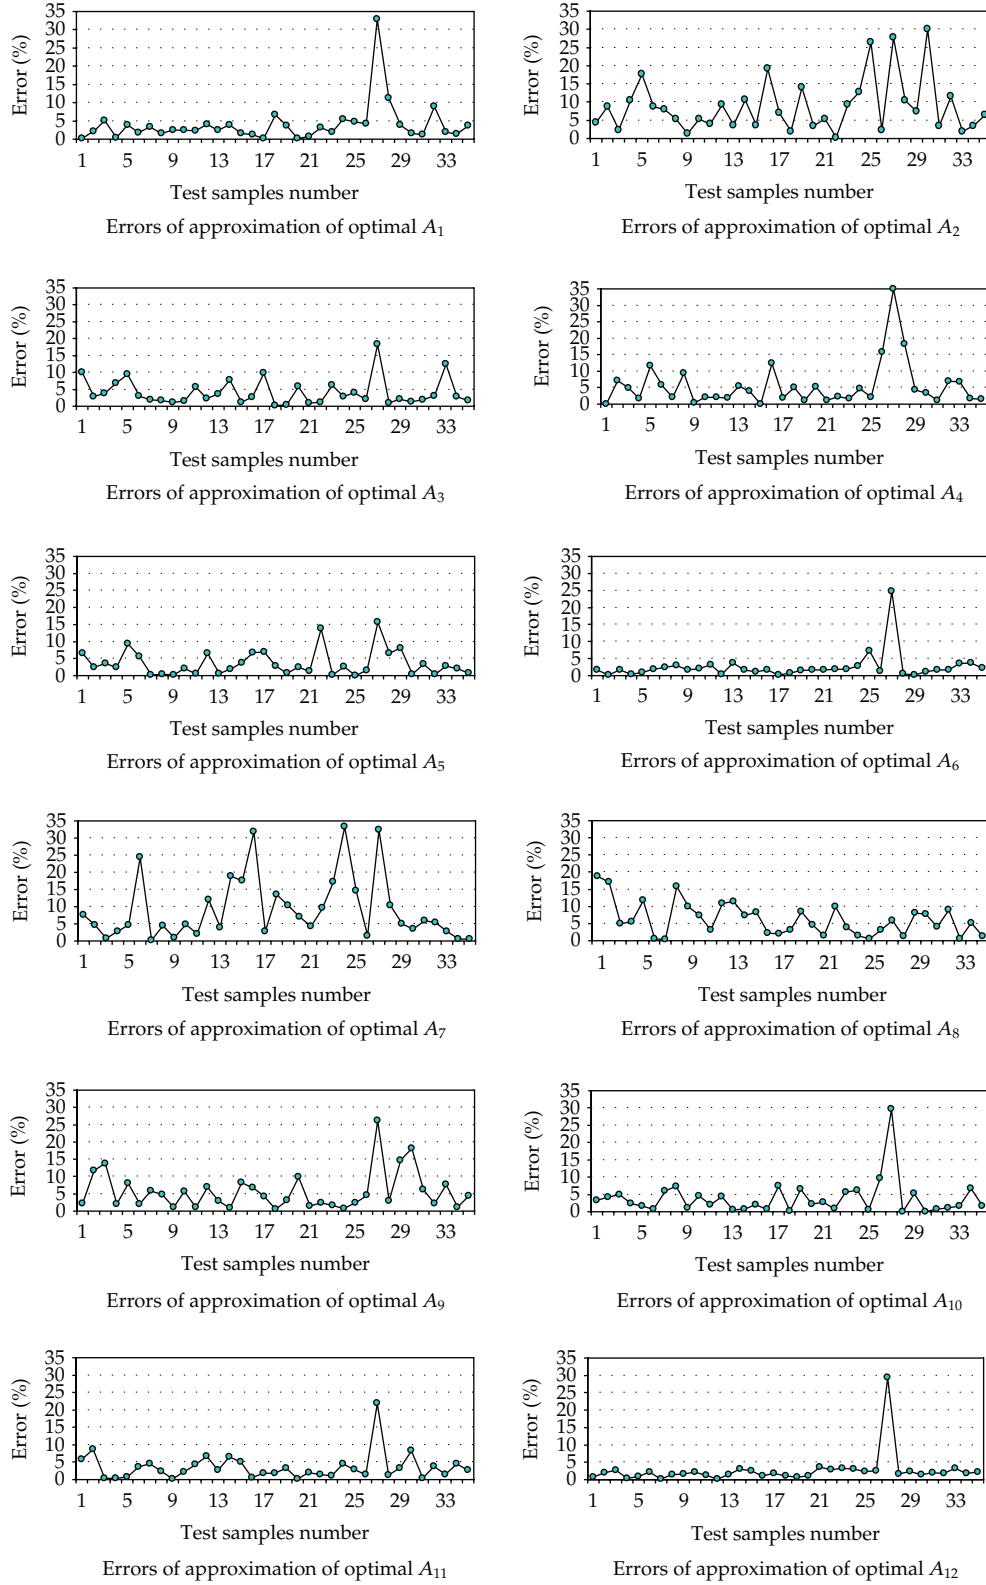 35
30
25
20
15
10
5
0
Error (%)
1 5 9 13 17 21 25 29 33
Test samples number
Errors of approximation of optimal A1
35
30
25
20
15
10
5
0
Error (%)
1 5 9 13 17 21 25 29 33
Test samples number
Errors of approximation of optimal A2
35
30
25
20
15
10
5
0
Error (%)
1 5 9 13 17 21 25 29 33
Test samples number
Errors of approximation of optimal A3
35
30
25
20
15
10
5
0
Error (%)
1 5 9 13 17 21 25 29 33
Test samples number
Errors of approximation of optimal A4
35
30
25
20
15
10
5
0
Error (%)
1 5 9 13 17 21 25 29 33
Test samples number
Errors of approximation of optimal A5
35
30
25
20
15
10
5
0
Error (%)
1 5 9 13 17 21 25 29 33
Test samples number
Errors of approximation of optimal A6
35
30
25
20
15
10
5
0
Error (%)
1 5 9 13 17 21 25 29 33
Test samples number
Errors of approximation of optimal A7
35
30
25
20
15
10
5
0
Error (%)
1 5 9 13 17 21 25 29 33
Test samples number
Errors of approximation of optimal A8
35
30
25
20
15
10
5
0
Error (%)
1 5 9 13 17 21 25 29 33
Test samples number
Errors of approximation of optimal A9
35
30
25
20
15
10
5
0
Error (%)
1 5 9 13 17 21 25 29 33
Test samples number
Errors of approximation of optimal A10
35
30
25
20
15
10
5
0
Error (%)
1 5 9 13 17 21 25 29 33
Test samples number
Errors of approximation of optimal A11
35
30
25
20
15
10
5
0
Error (%)
1 5 9 13 17 21 25 29 33
Test samples number
Errors of approximation of optimal A12